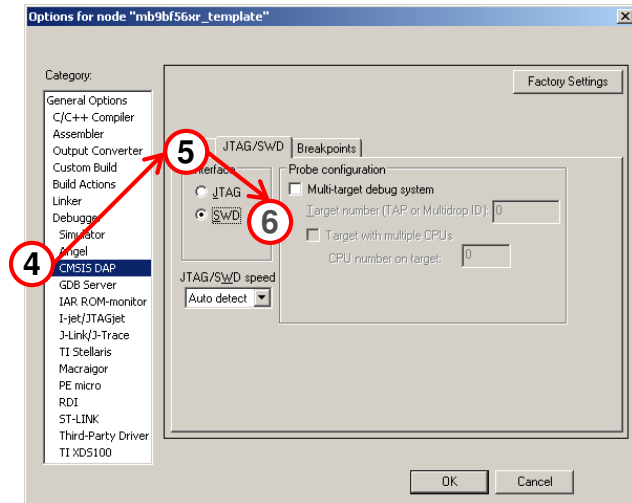 Options for node "mb9bf56xr_template"
Category:
Factory Settings
General Options
C/C++ Compiler
Assembler
Output Converter
Custom Build
Build Actions
Linker
Debugger
Simulator
Angel
CMSIS DAP
GDB Server
IAR ROM-monitor
I-jet/JTAGjet
J-Link/J-Trace
TI Stellaris
Macraigor
PE micro
RDI
ST-LINK
Third-Party Driver
TI XDS100
4
5
6
JTAG/SWD
Breakpoints
Interface
JTAG
SWD
JTAG/SWD speed
Auto detect
Probe configuration
Multi-target debug system
Target number (TAP or Multidrop ID): 0
Target with multiple CPUs
CPU number on target: 0
OK
Cancel